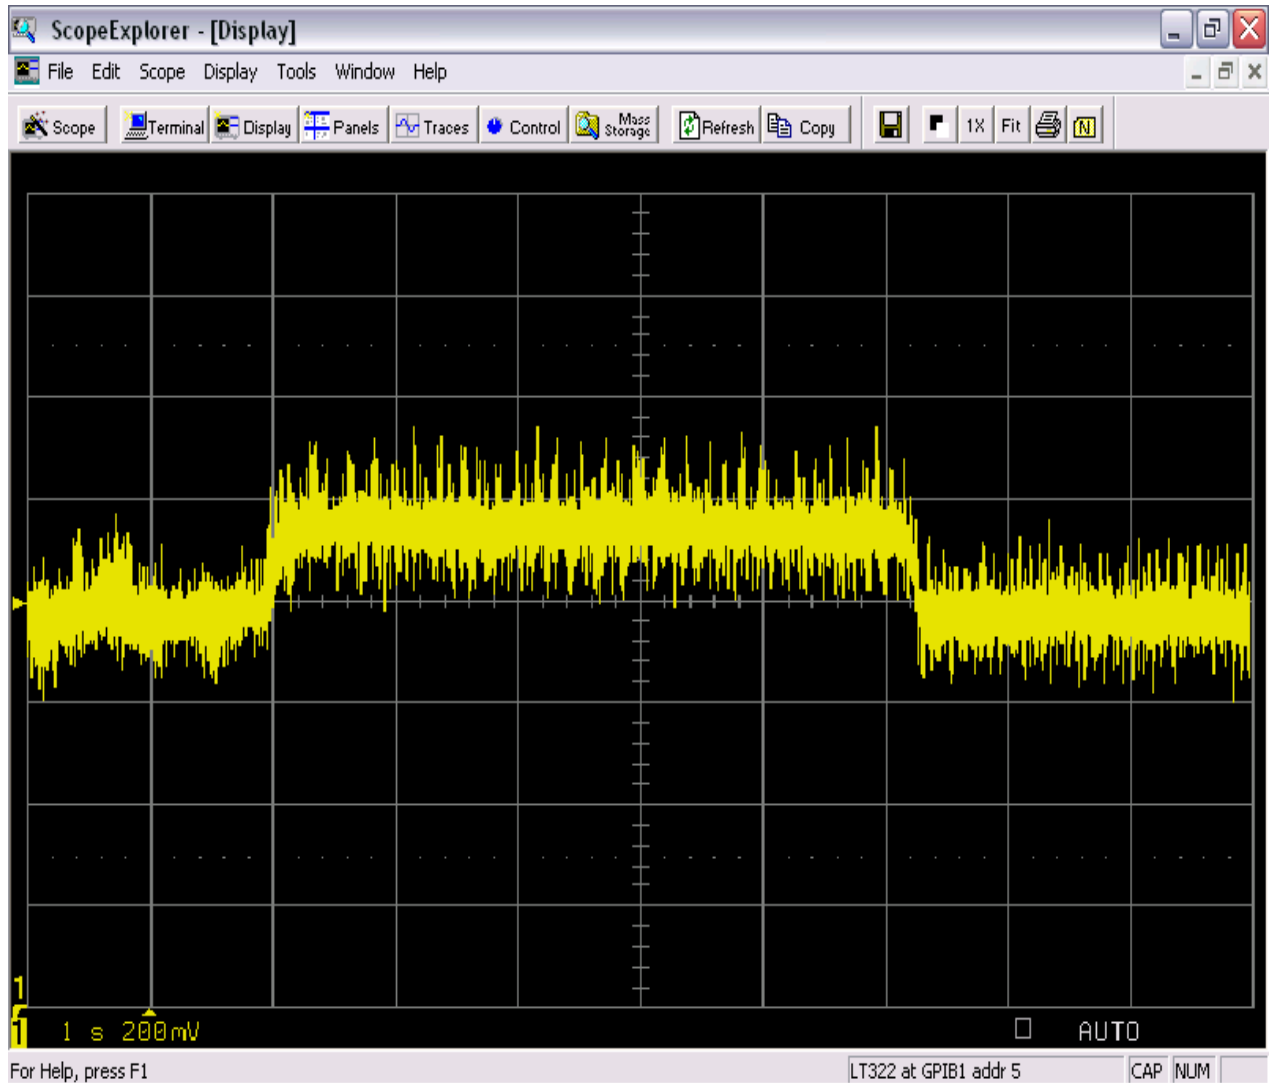 ScopeExplorer - [Display]
File Edit Scope Display Tools Window Help
Scope Terminal Display Panels Traces Control Mass Storage Refresh Copy 1X Fit N
1
1 1 s 200mV AUTO
For Help, press F1 LT322 at GPIB1 addr 5 CAP NUM